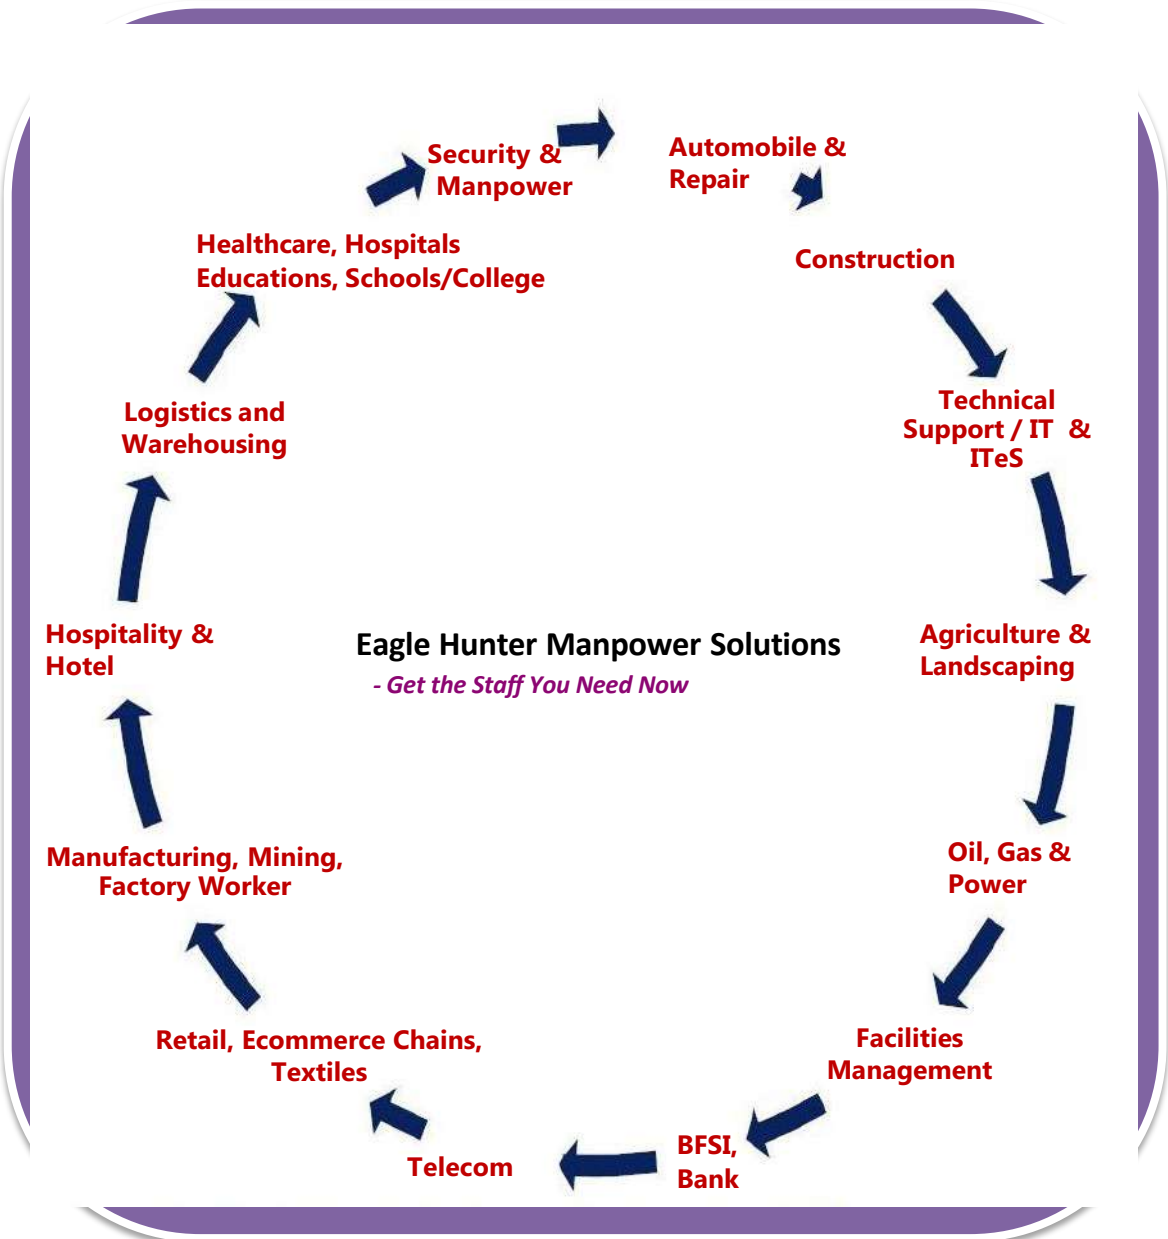 Security &
Manpower
Automobile &
Repair
Healthcare, Hospitals
Educations, Schools/College
Construction
Logistics and
Warehousing
Technical
Support / IT & 
ITeS
Hospitality &
Hotel
Eagle Hunter Manpower Solutions
- Get the Staff You Need Now
Agriculture &
Landscaping
Manufacturing, Mining,
Factory Worker
Oil, Gas &
Power
Retail, Ecommerce Chains,
Textiles
Facilities
Management
Telecom
BFSI,
Bank